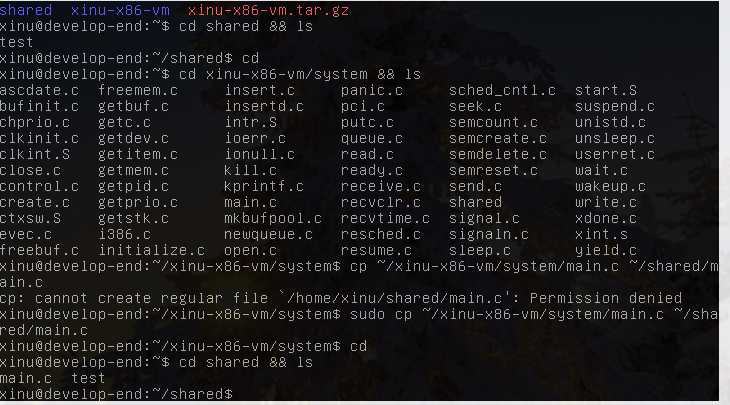 shared  xinu-x86-vm  xinu-x86-vm.tar.gz
xinu@develop-end:~$ cd shared && ls
test
xinu@develop-end:~/shared$ cd
xinu@develop-end:~$ cd xinu-x86-vm/system && ls
ascdate.c  freemem.c     insert.c     panic.c     sched_cntl.c  start.S
bufinit.c  getbuf.c      insertd.c    pci.c       seek.c        suspend.c
chprio.c   getc.c        intr.S       putc.c      semcount.c    unistd.c
clkinit.c  getdev.c      ioerr.c      queue.c     semcreate.c   unsleep.c
clkint.S   getitem.c     ionull.c     read.c      semdelete.c   userret.c
close.c    getmem.c      kill.c       ready.c     semreset.c    wait.c
control.c  getpid.c      kprintf.c    receive.c   send.c        wakeup.c
create.c   getprio.c     main.c       recvclr.c   shared        write.c
ctxsw.S    getstk.c      mkbufpool.c  recvtime.c  signal.c      xdone.c
evec.c     i386.c        newqueue.c   resched.c   signaln.c     xint.s
freebuf.c  initialize.c  open.c       resume.c    sleep.c       yield.c
xinu@develop-end:~/xinu-x86-vm/system$ cp ~/xinu-x86-vm/system/main.c ~/shared/m
ain.c
cp: cannot create regular file `/home/xinu/shared/main.c': Permission denied
xinu@develop-end:~/xinu-x86-vm/system$ sudo cp ~/xinu-x86-vm/system/main.c ~/sha
red/main.c
xinu@develop-end:~/xinu-x86-vm/system$ cd
xinu@develop-end:~$ cd shared && ls
main.c  test
xinu@develop-end:~/shared$